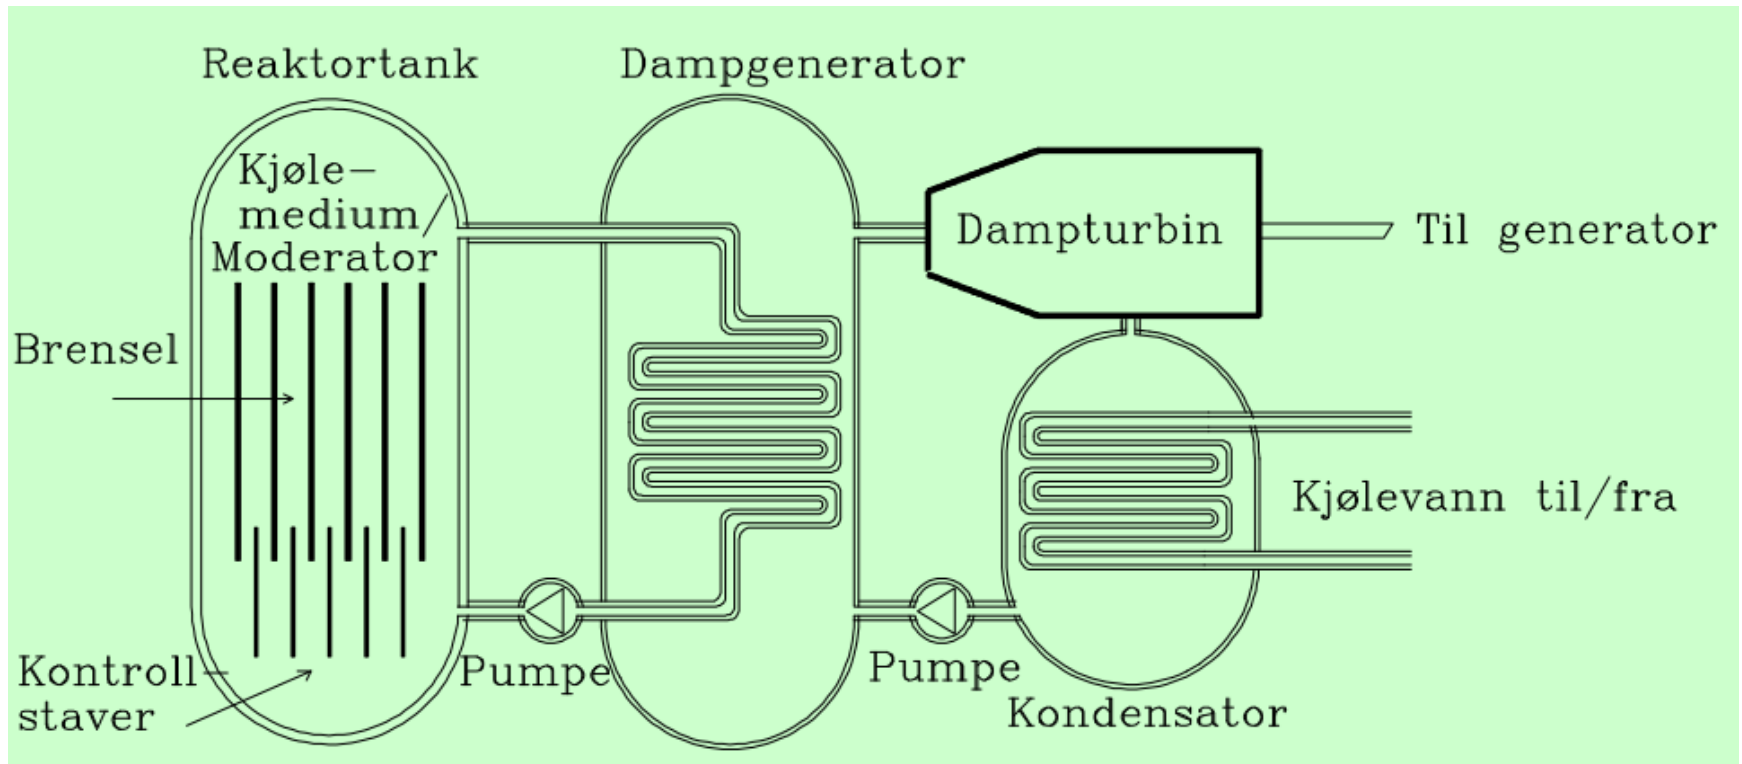 Reaktortank
Dampgenerator
Kjøle-
medium
Moderator
Dampturbin
Til generator
Brensel
Kjølevann til/fra
Kontroll-
staver
Pumpe
Pumpe
Kondensator